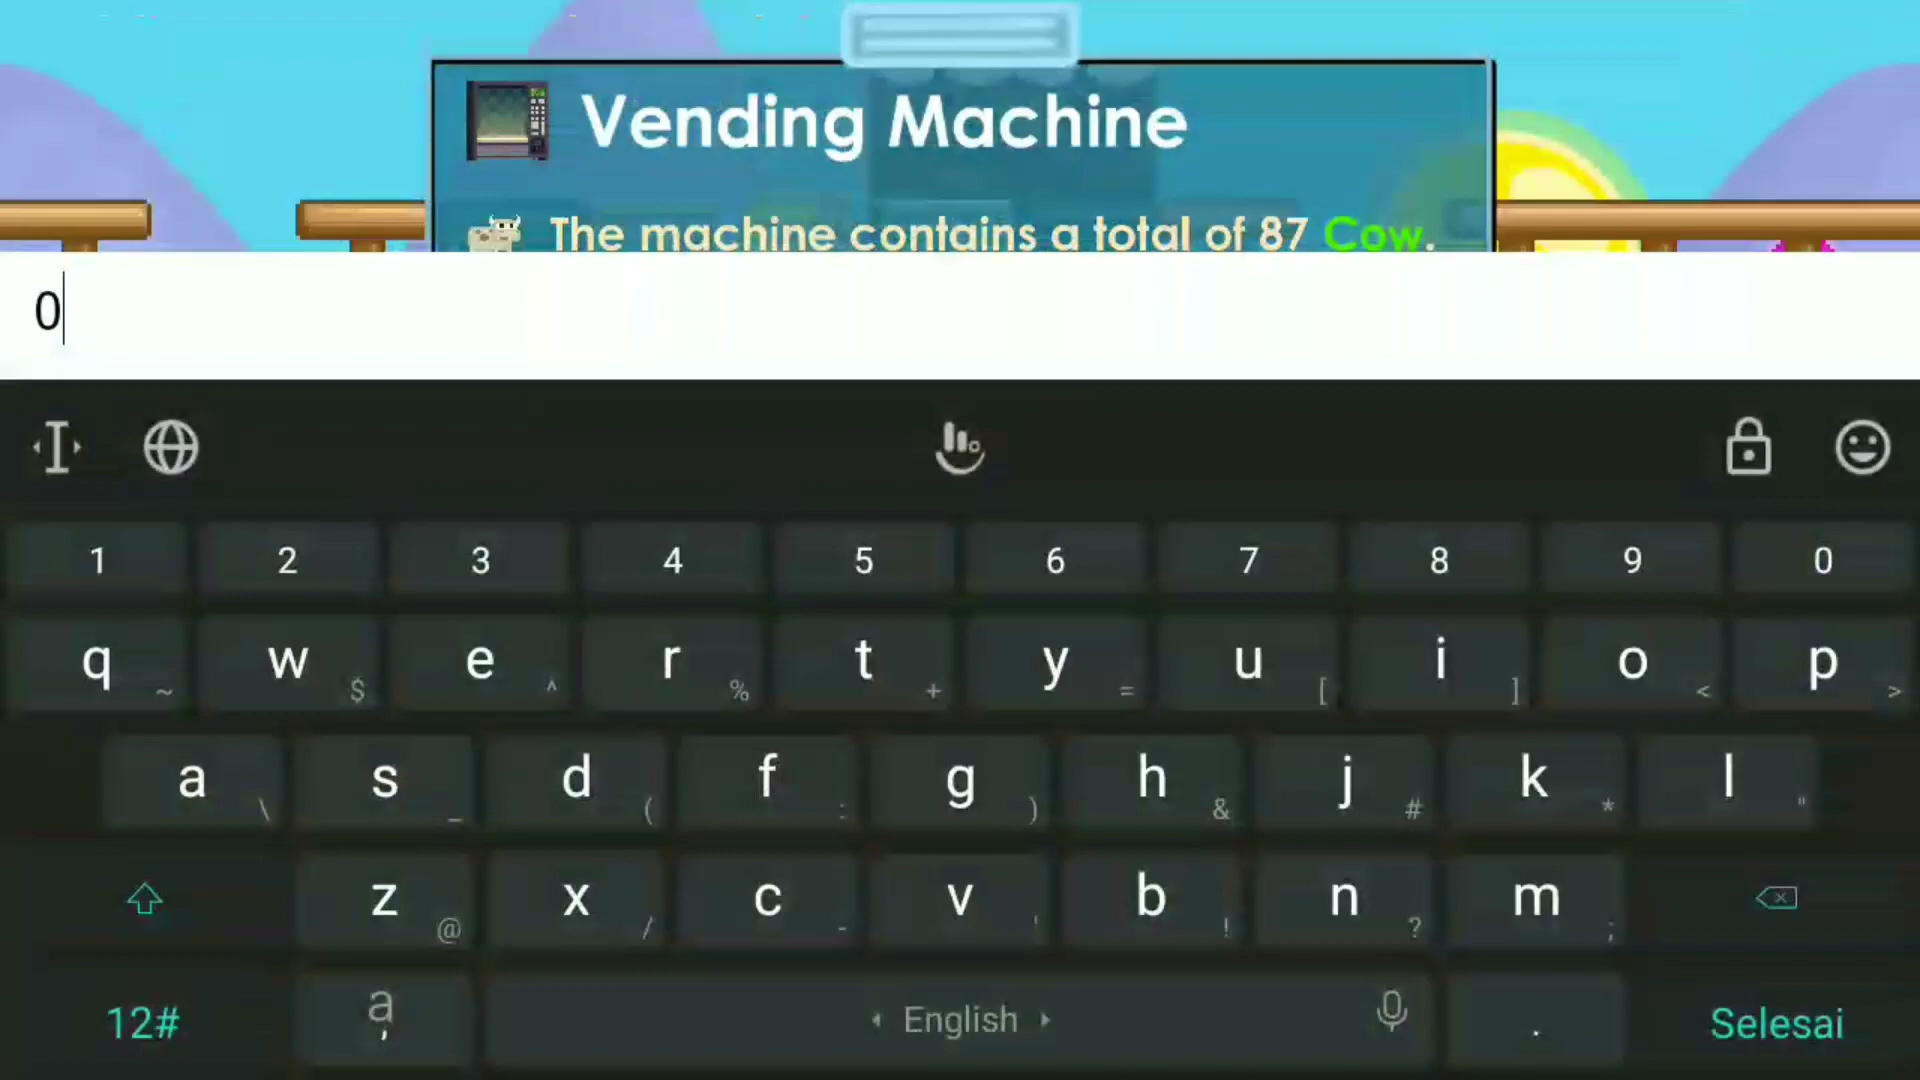 Vending Machine
The machine contains a total of 87 Cow.
0
1 2 3 4 5 6 7 8 9 0
q w e r t y u i o p
~ $ ^ % + = [ ] < >
a s d f g h j k l
\ _ ( : ) & # * "
z x c v b n m
@ / - ' ! ? ;
12# a , English . Selesai